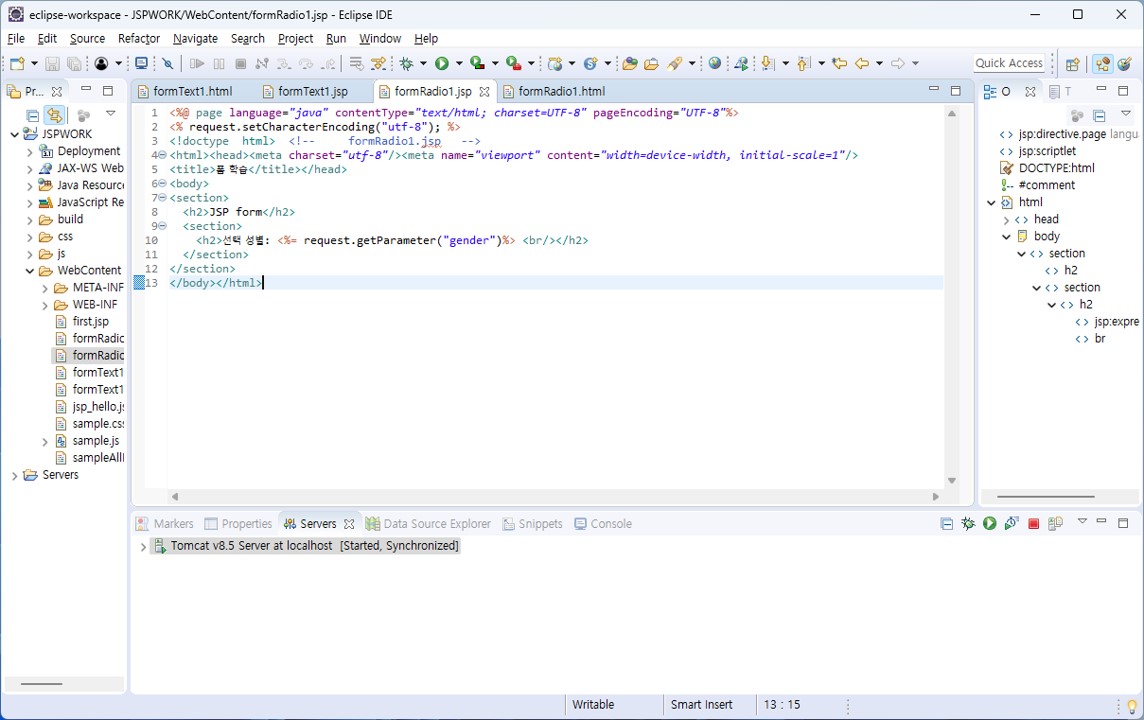 eclipse-workspace - JSPWORK/WebContent/formRadio1.jsp - Eclipse IDE
File Edit Source Refactor Navigate Search Project Run Window Help
Quick Access
Pr...
JSPWORK
Deployment
JAX-WS Web
Java Resourc
JavaScript Re
build
css
js
WebContent
META-INF
WEB-INF
first.jsp
formRadic
formRadic
formText1
formText1
jsp_hello.js
sample.css
sample.js
sampleAllI
Servers
formText1.html formText1.jsp formRadio1.jsp formRadio1.html
1 <%@ page language="java" contentType="text/html; charset=UTF-8" pageEncoding="UTF-8"%>
2 <% request.setCharacterEncoding("utf-8"); %>
3 <!doctype html> <!-- formRadio1.jsp -->
4 <html><head><meta charset="utf-8"/><meta name="viewport" content="width=device-width, initial-scale=1"/>
5 <title>폼 학습</title></head>
6 <body>
7 <section>
8 <h2>JSP form</h2>
9 <section>
10 <h2>선택 성별: <%= request.getParameter("gender")%> <br/></h2>
11 </section>
12 </section>
13 </body></html>
O T
jsp:directive.page langu
jsp:scriptlet
DOCTYPE:html
#comment
html
head
body
section
h2
section
h2
jsp:expre
br
Markers Properties Servers Data Source Explorer Snippets Console
Tomcat v8.5 Server at localhost [Started, Synchronized]
Writable Smart Insert 13 : 15